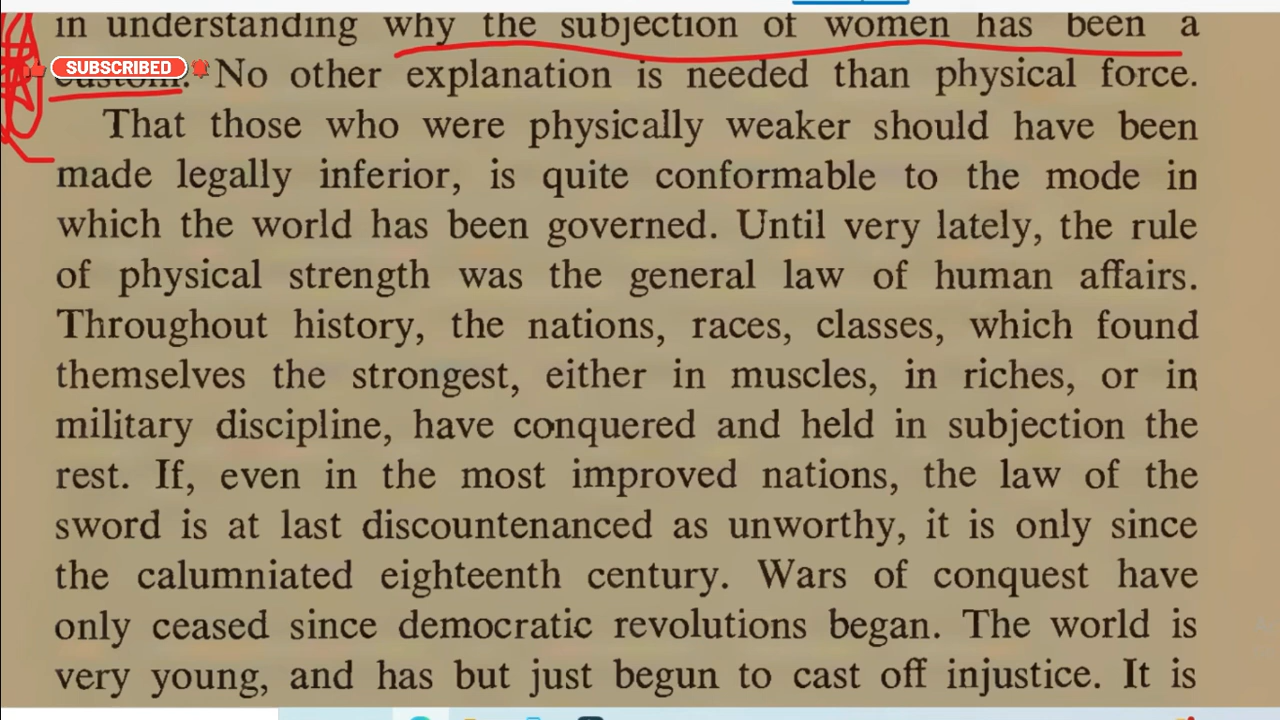 in understanding why the subjection of women has been a
SUBSCRIBED
custom. No other explanation is needed than physical force.
That those who were physically weaker should have been
made legally inferior, is quite conformable to the mode in
which the world has been governed. Until very lately, the rule
of physical strength was the general law of human affairs.
Throughout history, the nations, races, classes, which found
themselves the strongest, either in muscles, in riches, or in
military discipline, have conquered and held in subjection the
rest. If, even in the most improved nations, the law of the
sword is at last discountenanced as unworthy, it is only since
the calumniated eighteenth century. Wars of conquest have
only ceased since democratic revolutions began. The world is
very young, and has but just begun to cast off injustice. It is